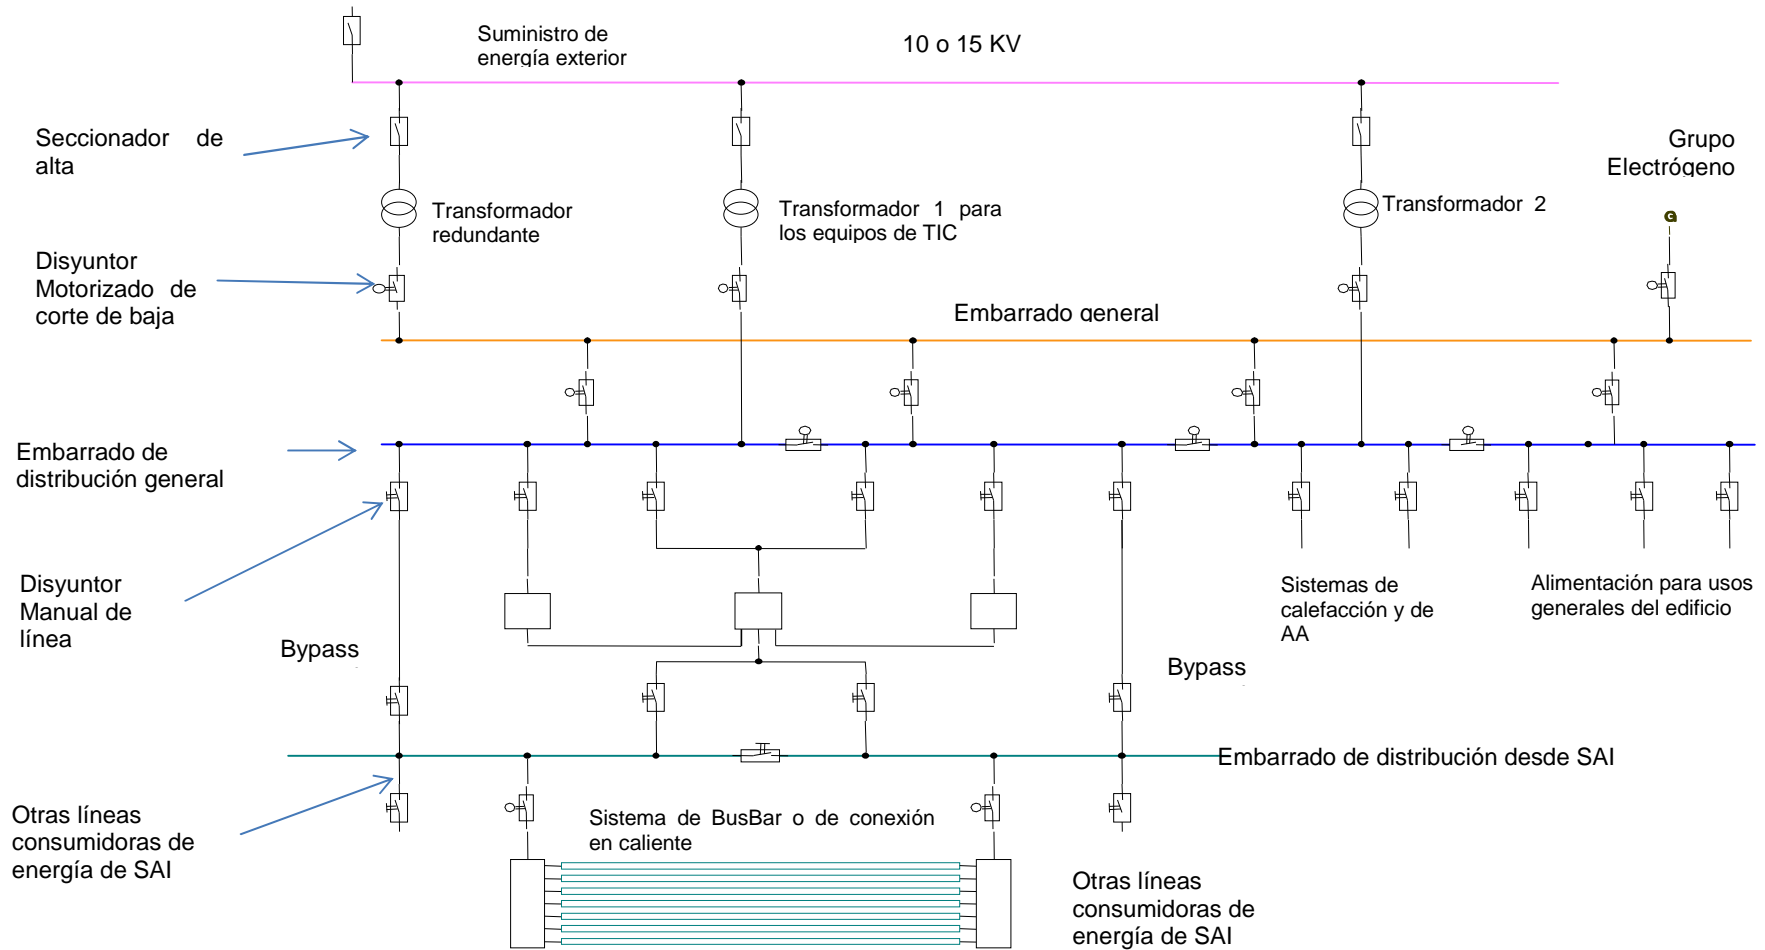 Suministro de
energía exterior
10 o 15 KV
Seccionador de
alta
Grupo
Electrógeno
Transformador
redundante
Transformador 1 para
los equipos de TIC
Transformador 2
G
Disyuntor
Motorizado de
corte de baja
Embarrado general
Embarrado de
distribución general
Disyuntor
Manual de
línea
Sistemas de
calefacción y de
AA
Alimentación para usos
generales del edificio
Bypass
Bypass
Embarrado de distribución desde SAI
Otras líneas
consumidoras de
energía de SAI
Sistema de BusBar o de conexión
en caliente
Otras líneas
consumidoras de
energía de SAI